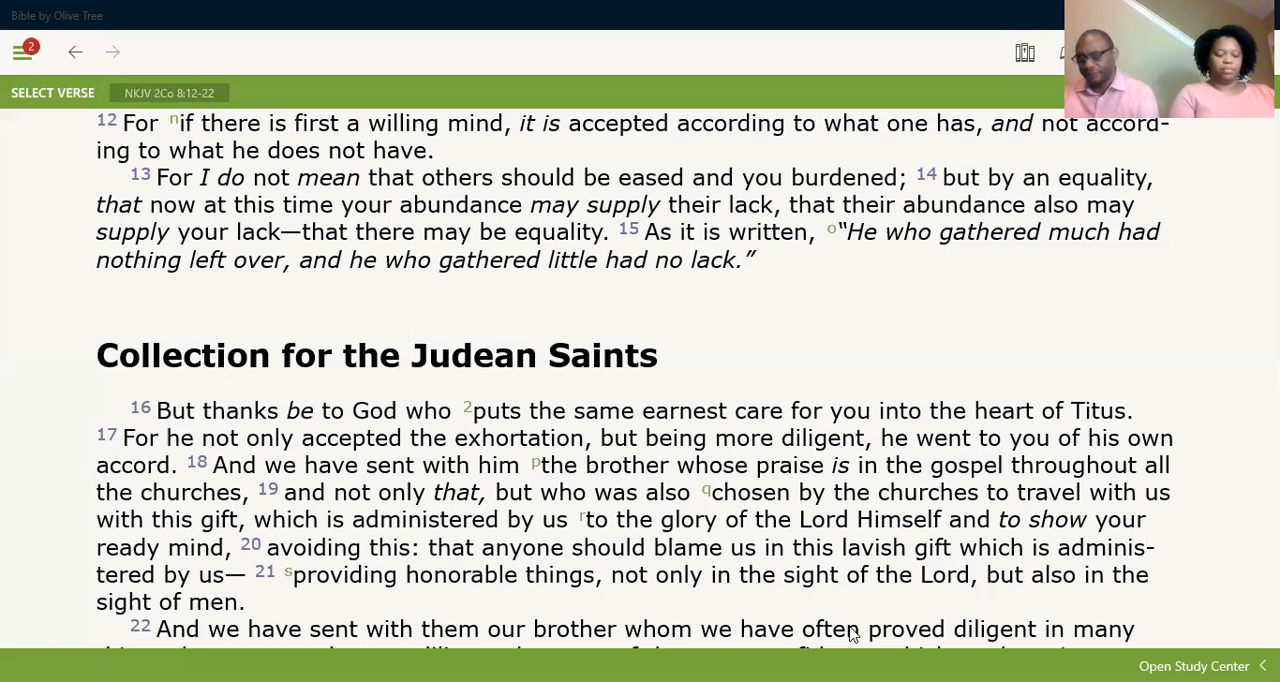 Bible by Olive Tree
2
SELECT VERSE NKJV 2Co 8:12-22
12 For n if there is first a willing mind, it is accepted according to what one has, and not accord-
ing to what he does not have.
13 For I do not mean that others should be eased and you burdened; 14 but by an equality,
that now at this time your abundance may supply their lack, that their abundance also may
supply your lack—that there may be equality. 15 As it is written, o “He who gathered much had
nothing left over, and he who gathered little had no lack.”
Collection for the Judean Saints
16 But thanks be to God who 2 puts the same earnest care for you into the heart of Titus.
17 For he not only accepted the exhortation, but being more diligent, he went to you of his own
accord. 18 And we have sent with him p the brother whose praise is in the gospel throughout all
the churches, 19 and not only that, but who was also q chosen by the churches to travel with us
with this gift, which is administered by us r to the glory of the Lord Himself and to show your
ready mind, 20 avoiding this: that anyone should blame us in this lavish gift which is adminis-
tered by us— 21 s providing honorable things, not only in the sight of the Lord, but also in the
sight of men.
22 And we have sent with them our brother whom we have often proved diligent in many
Open Study Center